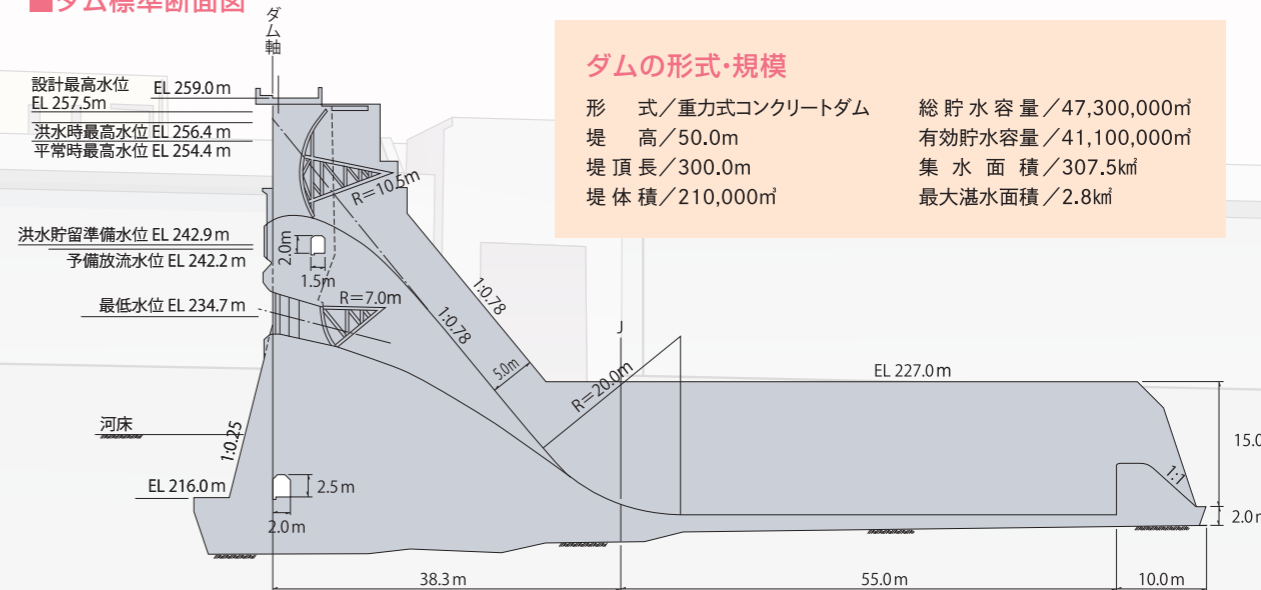 ■ダム標準断面図
ダム軸
設計最高水位
EL 257.5m
EL 259.0m
洪水時最高水位 EL 256.4m
平常時最高水位 EL 254.4m
洪水貯留準備水位 EL 242.9m
予備放流水位 EL 242.2m
最低水位 EL 234.7m
河床
EL 216.0m
1:0.25
R=10.5m
2.0m
1.5m
R=7.0m
1:0.78
1:0.78
5.0m
R=20.0m
J
EL 227.0m
2.5m
2.0m
15.0
1:1
2.0m
38.3m
55.0m
10.0m
ダムの形式・規模
形式/重力式コンクリートダム
堤高/50.0m
堤頂長/300.0m
堤体積/210,000㎥
総貯水容量/47,300,000㎥
有効貯水容量/41,100,000㎥
集水面積/307.5㎢
最大湛水面積/2.8㎢